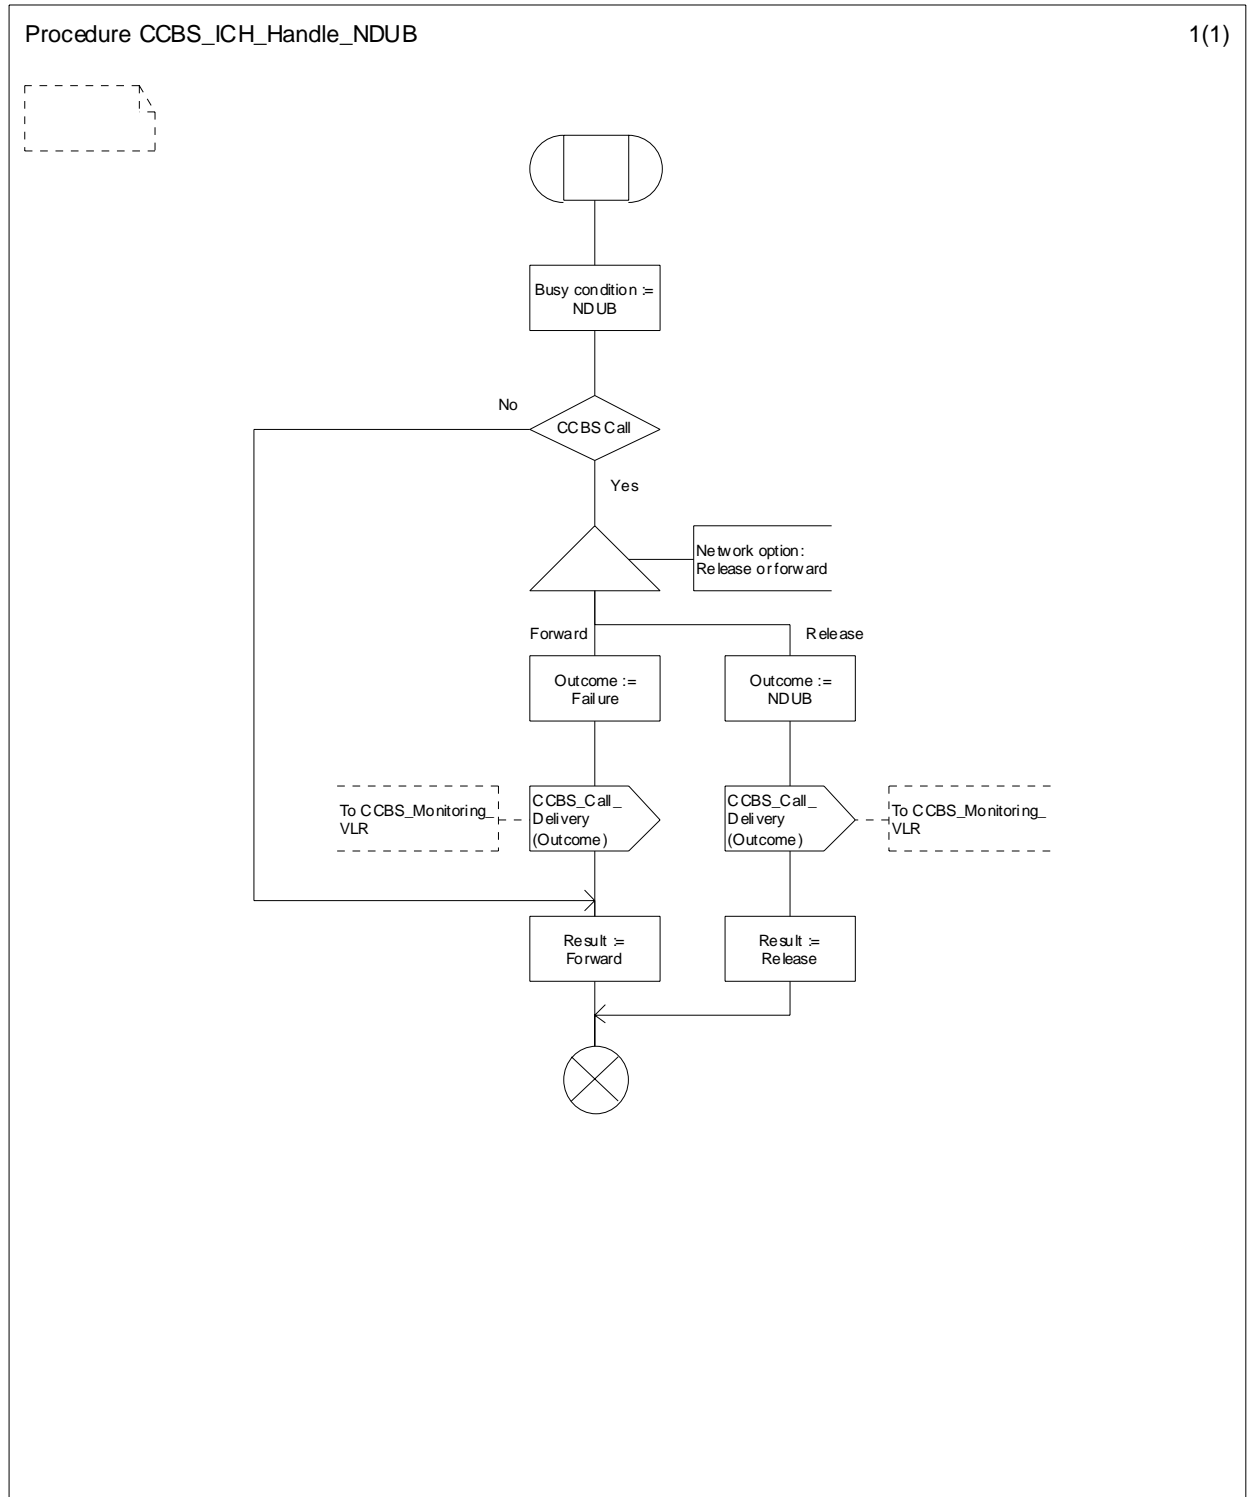 Procedure CCBS_ICH_Handle_NDUB
1(1)
Busy condition :=
NDUB
No
CCBS Call
Yes
Network option:
Release or forward
Forward
Release
Outcome :=
Failure
Outcome :=
NDUB
To CCBS_Monitoring_
VLR
CCBS_Call_
Delivery
(Outcome)
CCBS_Call_
Delivery
(Outcome)
To CCBS_Monitoring_
VLR
Result :=
Forward
Result :=
Release